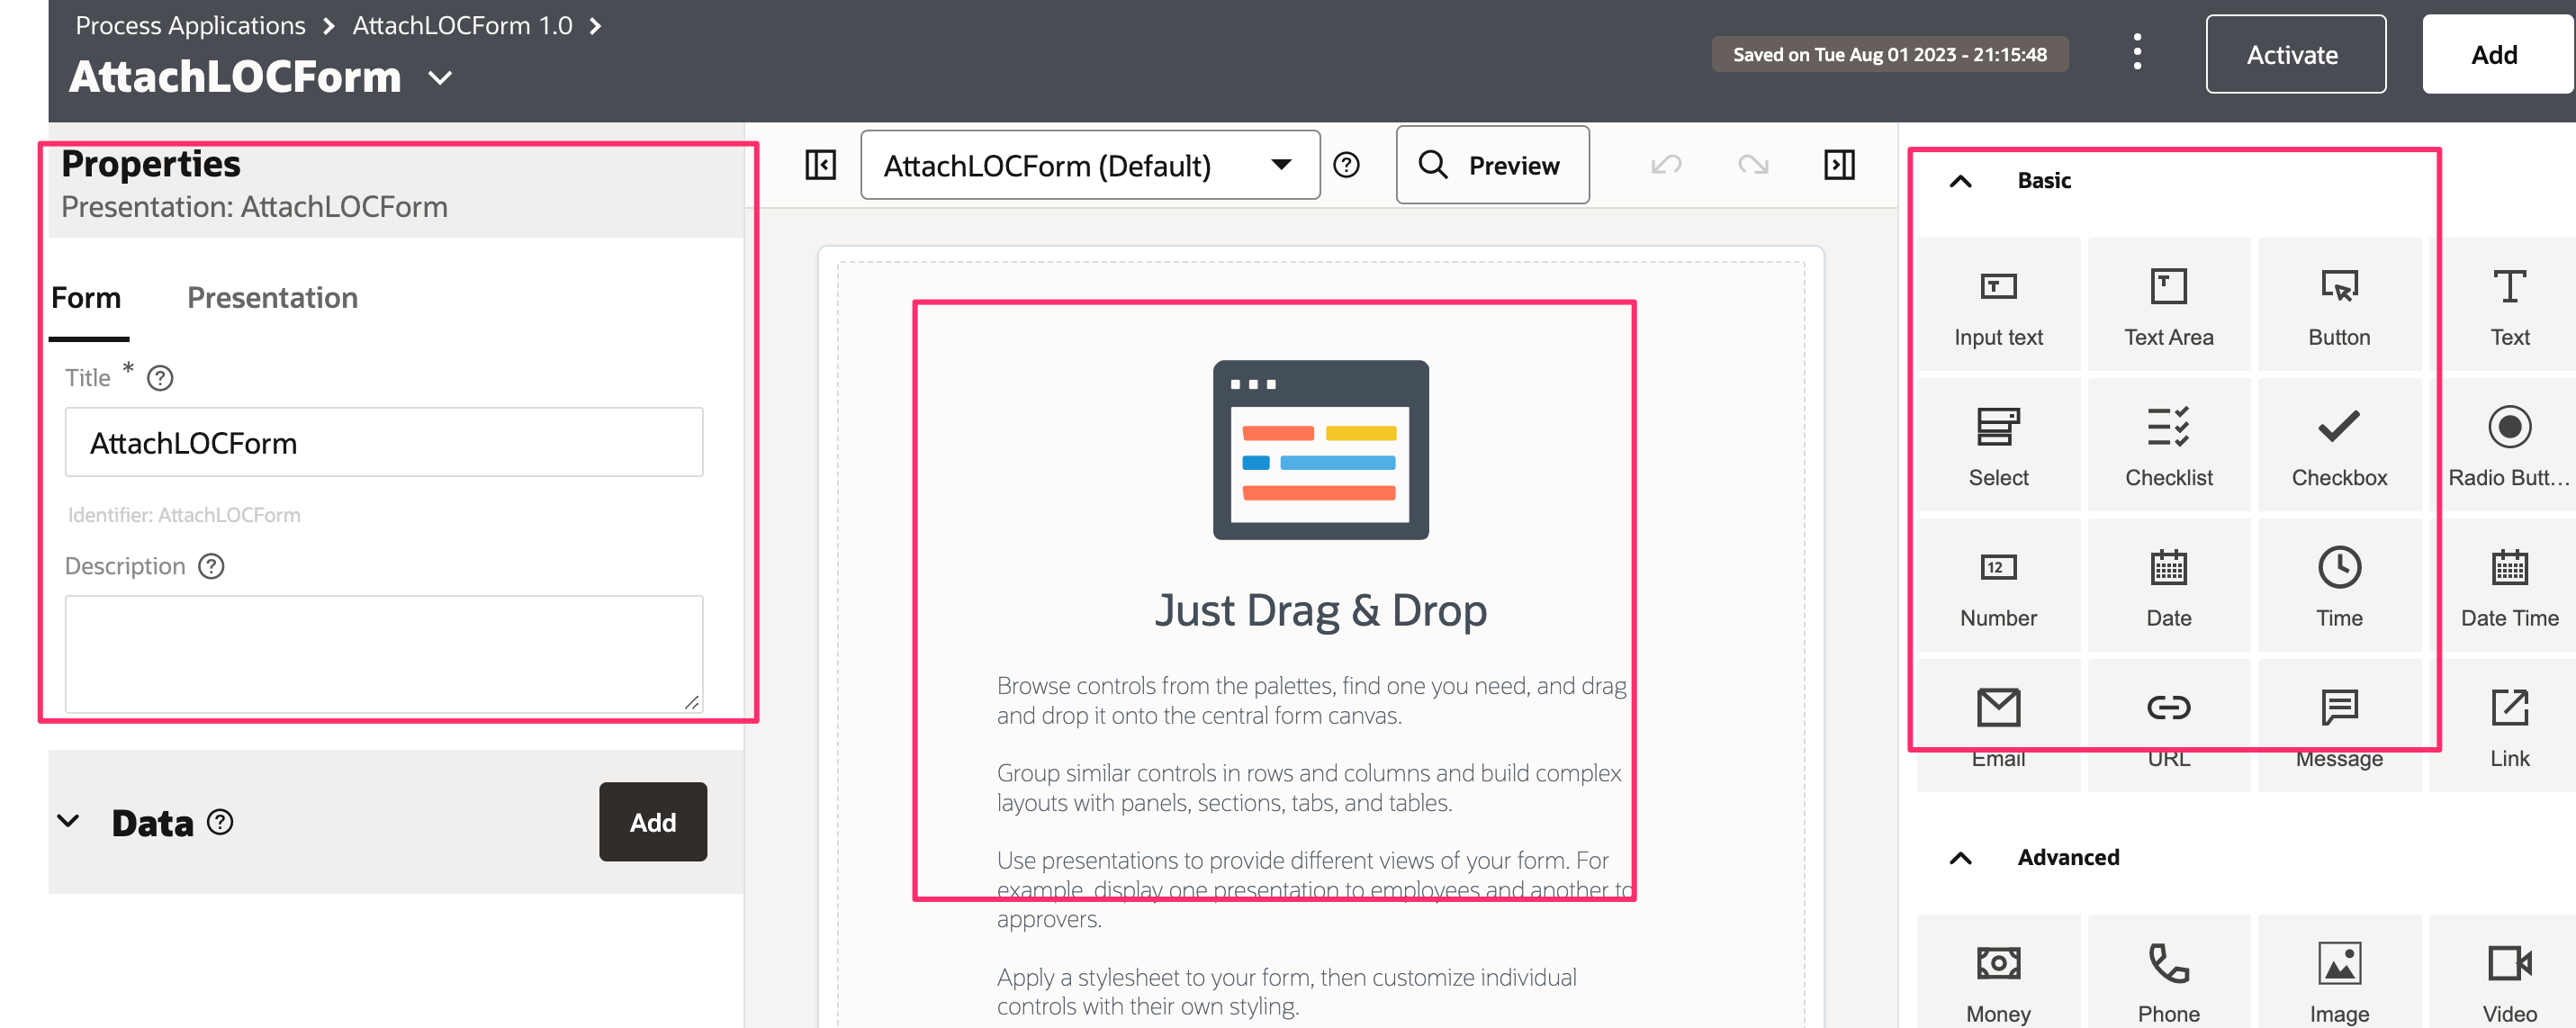 Process Applications > AttachLOCForm 1.0 >
AttachLOCForm
Saved on Tue Aug 01 2023 - 21:15:48
Activate
Add
Properties
Presentation: AttachLOCForm
Form Presentation
Title *
AttachLOCForm
Identifier: AttachLOCForm
Description
Data
Add
AttachLOCForm (Default)
Preview
Just Drag & Drop
Browse controls from the palettes, find one you need, and drag
and drop it onto the central form canvas.
Group similar controls in rows and columns and build complex
layouts with panels, sections, tabs, and tables.
Use presentations to provide different views of your form. For
example, display one presentation to employees and another to
approvers.
Apply a stylesheet to your form, then customize individual
controls with their own styling.
Basic
Input text Text Area Button Text
Select Checklist Checkbox Radio Butt...
12
Number Date Time Date Time
Email URL Message Link
Advanced
Money Phone Image Video